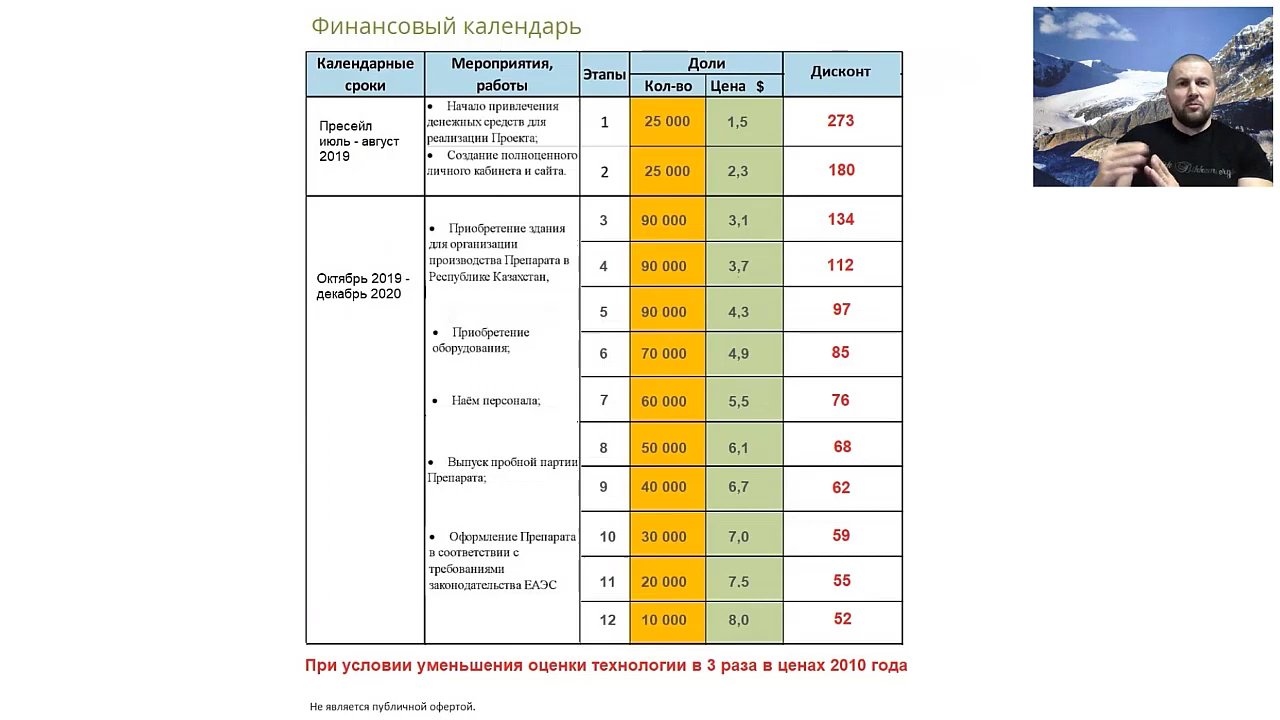 Финансовый календарь
Календарные
сроки
Мероприятия,
работы
Этапы
Доли
Кол-во
Цена $
Дисконт
Пресейл
июль - август
2019
• Начало привлечения
денежных средств для
реализации Проекта;
1
25 000
1,5
273
• Создание полноценного
личного кабинета и сайта.
2
25 000
2,3
180
Октябрь 2019 -
декабрь 2020
• Приобретение здания
для организации
производства Препарата в
Республике Казахстан,
3
90 000
3,1
134
4
90 000
3,7
112
5
90 000
4,3
97
• Приобретение
оборудования;
6
70 000
4,9
85
• Наём персонала;
7
60 000
5,5
76
• Выпуск пробной партии
Препарата;
8
50 000
6,1
68
9
40 000
6,7
62
• Оформление Препарата
в соответствии с
требованиями
законодательства ЕАЭС
10
30 000
7,0
59
11
20 000
7,5
55
12
10 000
8,0
52
При условии уменьшения оценки технологии в 3 раза в ценах 2010 года
Не является публичной офертой.